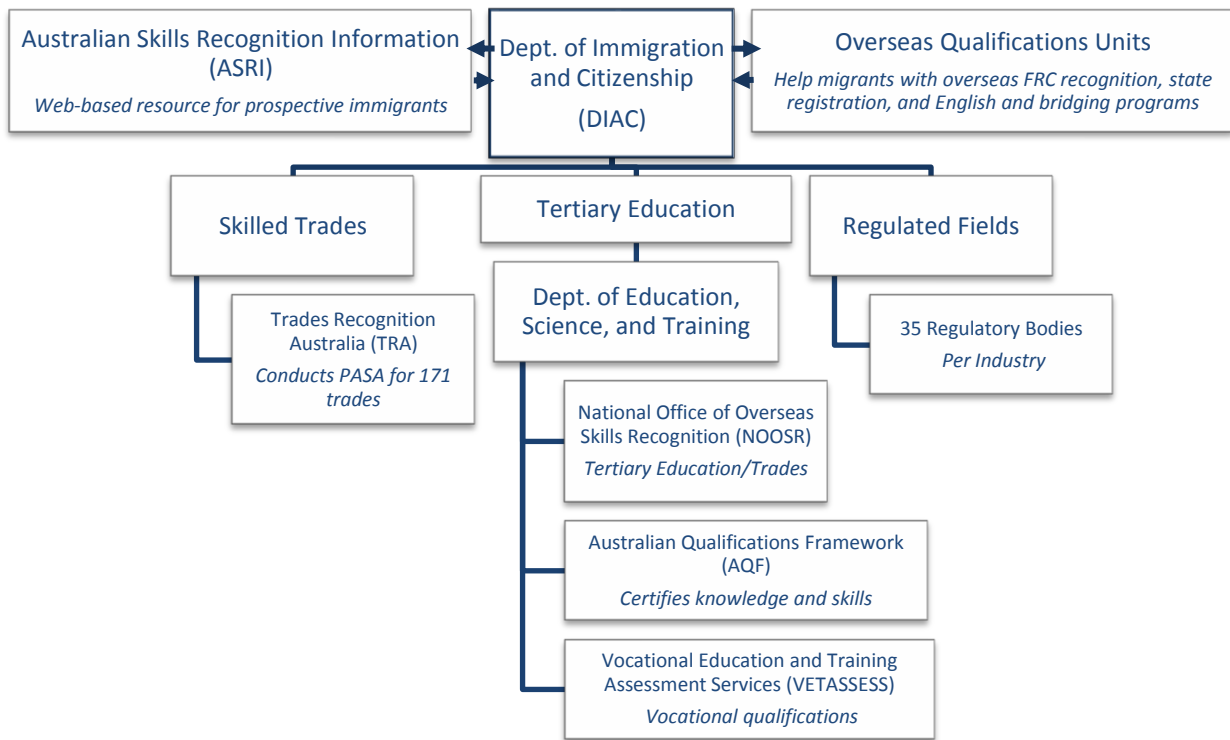 Australian Skills Recognition Information
(ASRI)
Web-based resource for prospective immigrants
Dept. of Immigration
and Citizenship
(DIAC)
Overseas Qualifications Units
Help migrants with overseas FRC recognition, state
registration, and English and bridging programs
Skilled Trades
Tertiary Education
Regulated Fields
Trades Recognition
Australia (TRA)
Conducts PASA for 171
trades
Dept. of Education,
Science, and Training
35 Regulatory Bodies
Per Industry
National Office of Overseas
Skills Recognition (NOOSR)
Tertiary Education/Trades
Australian Qualifications Framework
(AQF)
Certifies knowledge and skills
Vocational Education and Training
Assessment Services (VETASSESS)
Vocational qualifications